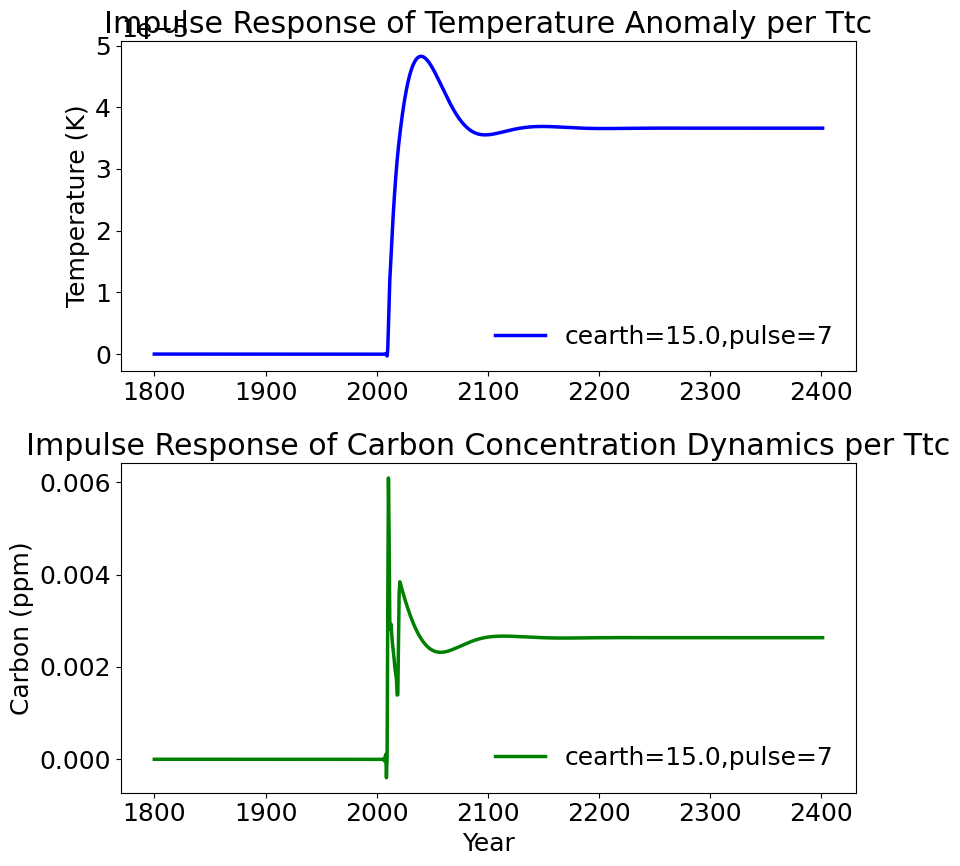 Impulse Response of Temperature Anomaly per Ttc
1e−5
5
4
3
2
1
0
Temperature (K)
cearth=15.0,pulse=7
1800 1900 2000 2100 2200 2300 2400
Impulse Response of Carbon Concentration Dynamics per Ttc
0.006
0.004
0.002
0.000
Carbon (ppm)
cearth=15.0,pulse=7
1800 1900 2000 2100 2200 2300 2400
Year